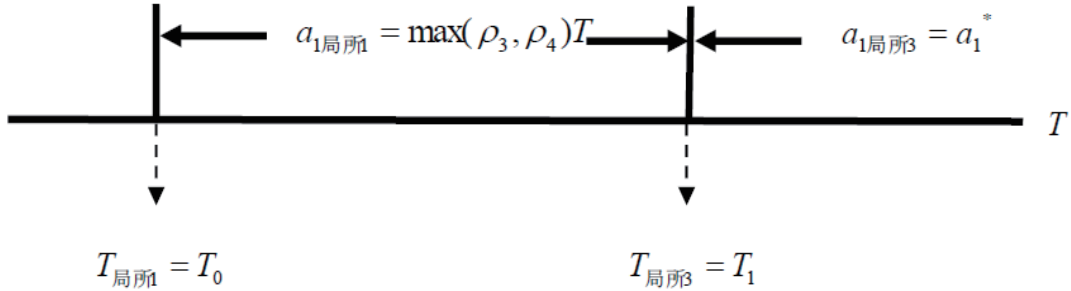 a₁局所1 = max(ρ₃, ρ₄)T a₁局所3 = a₁*
T
T局所1 = T₀ T局所3 = T₁